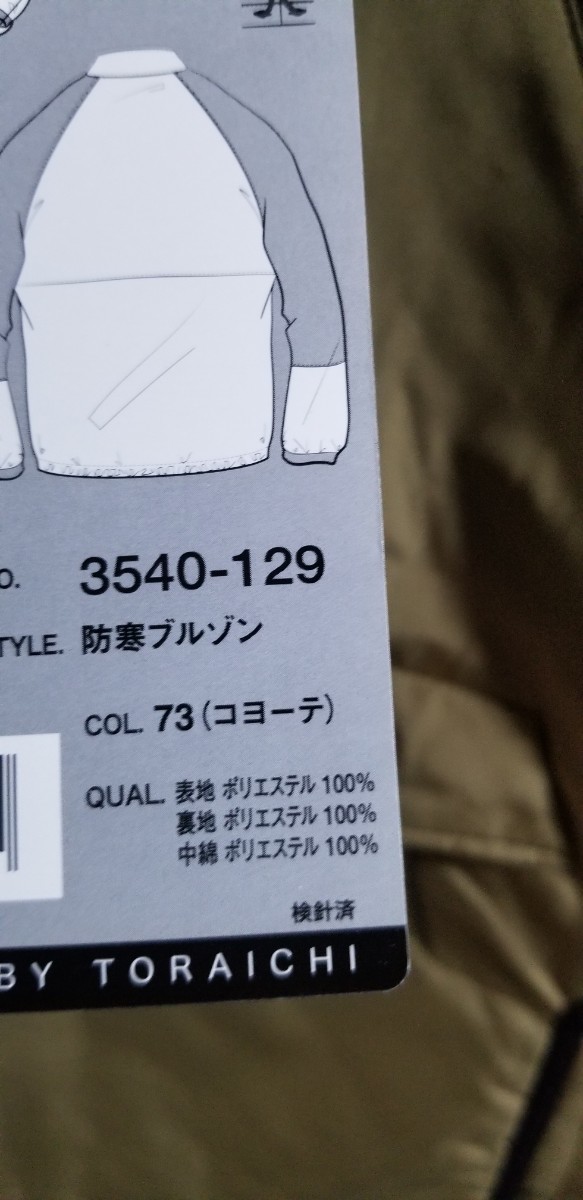 O. 3540-129
TYLE. 防寒ブルゾン
COL. 73 (コヨーテ)
QUAL. 表地 ポリエステル 100%
裏地 ポリエステル 100%
中綿 ポリエステル 100%
検針済
BY TORAICHI